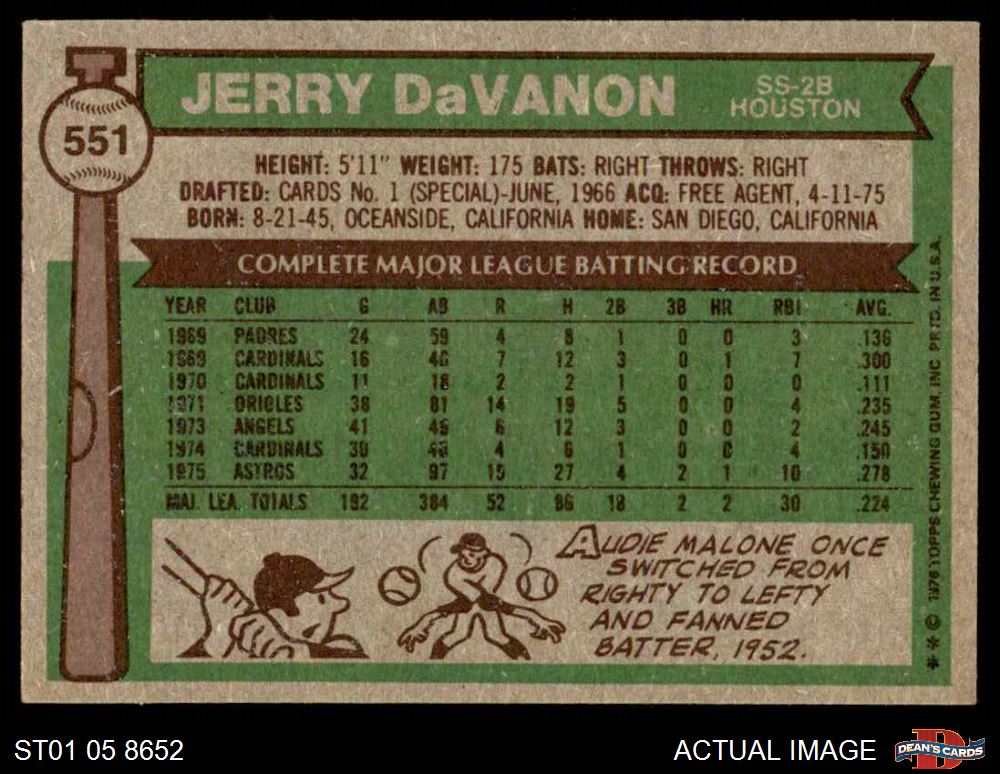 551
JERRY DaVANON
SS-2B
HOUSTON
HEIGHT: 5'11" WEIGHT: 175 BATS: RIGHT THROWS: RIGHT
DRAFTED: CARDS No. 1 (SPECIAL)-JUNE, 1966 ACQ: FREE AGENT, 4-11-75
BORN: 8-21-45, OCEANSIDE, CALIFORNIA HOME: SAN DIEGO, CALIFORNIA
COMPLETE MAJOR LEAGUE BATTING RECORD
YEAR CLUB G AB R H 2B 3B HR RBI AVG.
1969 PADRES 24 59 4 8 1 0 0 3 .136
1969 CARDINALS 16 40 7 12 3 0 1 7 .300
1970 CARDINALS 11 18 2 2 1 0 0 0 .111
1971 ORIOLES 38 81 14 19 5 0 0 4 .235
1973 ANGELS 41 49 6 12 3 0 0 2 .245
1974 CARDINALS 30 40 4 6 1 0 0 4 .150
1975 ASTROS 32 97 15 27 4 2 1 10 .278
MAJ. LEA. TOTALS 192 384 52 86 18 2 2 30 .224
AUDIE MALONE ONCE
SWITCHED FROM
RIGHTY TO LEFTY
AND FANNED
BATTER, 1952.
** © 1976 TOPPS CHEWING GUM, INC. PRTD. IN U.S.A.
ST01 05 8652
ACTUAL IMAGE
D
DEAN'S CARDS